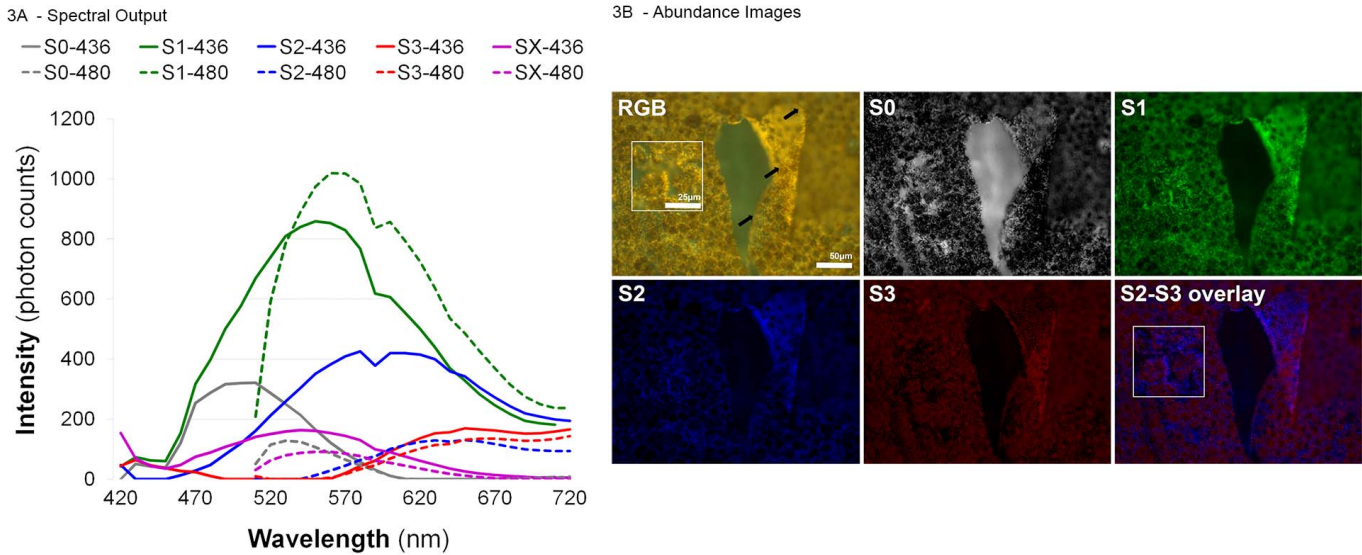 3A - Spectral Output
S0-436 S1-436 S2-436 S3-436 SX-436
S0-480 S1-480 S2-480 S3-480 SX-480
1200
1000
800
600
400
200
0
Intensity (photon counts)
420 470 520 570 620 670 720
Wavelength (nm)
3B - Abundance Images
RGB
25µm
50µm
S0
S1
S2
S3
S2-S3 overlay